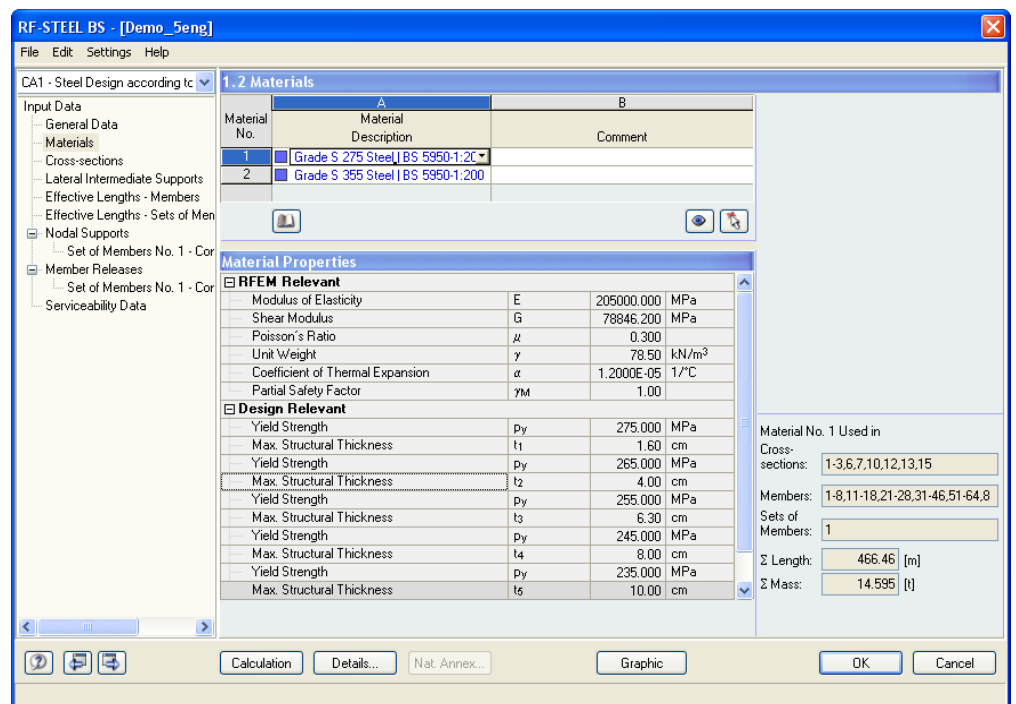 RF-STEEL BS - [Demo_5eng]
File Edit Settings Help
CA1 - Steel Design according tc
1.2 Materials
Input Data
General Data
Materials
Cross-sections
Lateral Intermediate Supports
Effective Lengths - Members
Effective Lengths - Sets of Men
Nodal Supports
Set of Members No. 1 - Cor
Member Releases
Set of Members No. 1 - Cor
Serviceability Data
A B
Material No. Material Description Comment
1 Grade S 275 Steel | BS 5950-1:20
2 Grade S 355 Steel | BS 5950-1:200
Material Properties
RFEM Relevant
Modulus of Elasticity E 205000.000 MPa
Shear Modulus G 78846.200 MPa
Poisson´s Ratio μ 0.300
Unit Weight γ 78.50 kN/m³
Coefficient of Thermal Expansion α 1.2000E-05 1/°C
Partial Safety Factor γM 1.00
Design Relevant
Yield Strength py 275.000 MPa
Max. Structural Thickness t1 1.60 cm
Yield Strength py 265.000 MPa
Max. Structural Thickness t2 4.00 cm
Yield Strength py 255.000 MPa
Max. Structural Thickness t3 6.30 cm
Yield Strength py 245.000 MPa
Max. Structural Thickness t4 8.00 cm
Yield Strength py 235.000 MPa
Max. Structural Thickness t5 10.00 cm
Material No. 1 Used in
Cross-
sections: 1-3,6,7,10,12,13,15
Members: 1-8,11-18,21-28,31-46,51-64,8
Sets of
Members: 1
Σ Length: 466.46 [m]
Σ Mass: 14.595 [t]
Calculation Details... Nat. Annex... Graphic OK Cancel